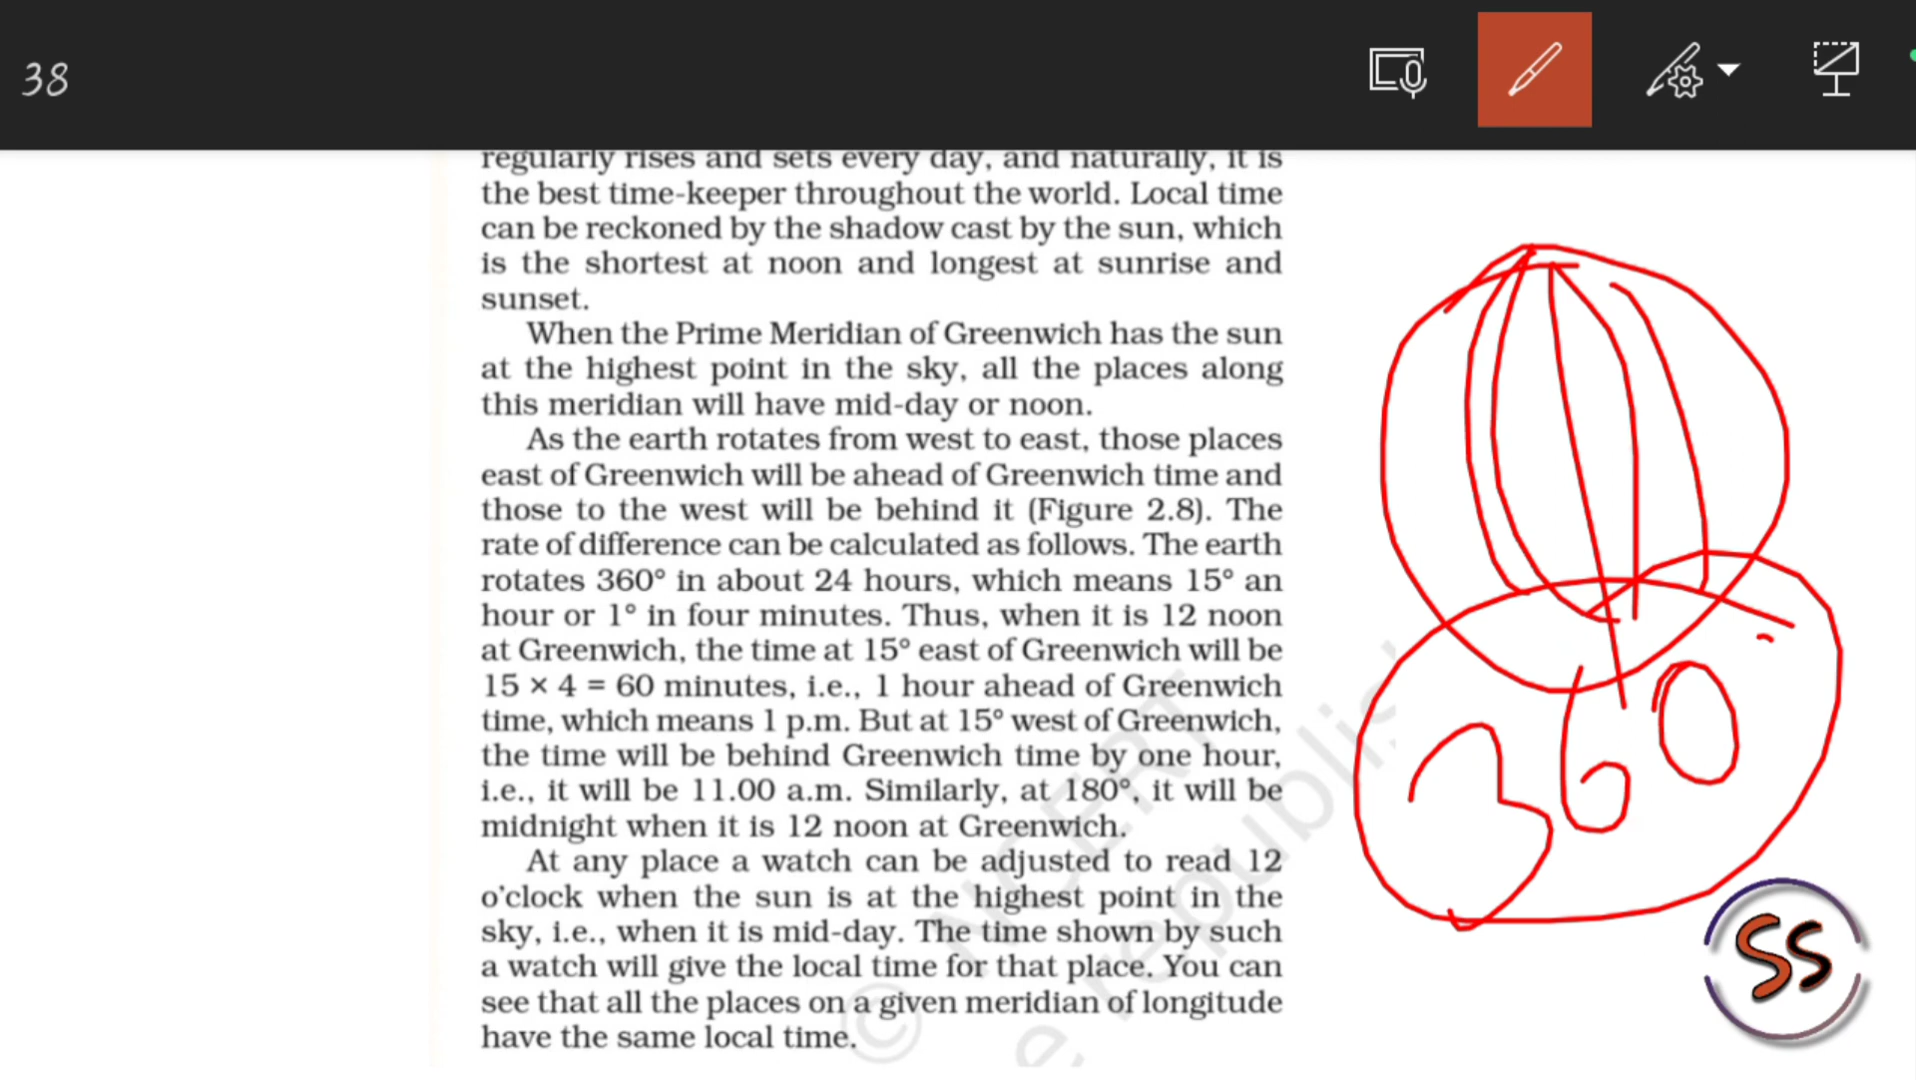 38
regularly rises and sets every day, and naturally, it is
the best time-keeper throughout the world. Local time
can be reckoned by the shadow cast by the sun, which
is the shortest at noon and longest at sunrise and
sunset.
When the Prime Meridian of Greenwich has the sun
at the highest point in the sky, all the places along
this meridian will have mid-day or noon.
As the earth rotates from west to east, those places
east of Greenwich will be ahead of Greenwich time and
those to the west will be behind it (Figure 2.8). The
rate of difference can be calculated as follows. The earth
rotates 360° in about 24 hours, which means 15° an
hour or 1° in four minutes. Thus, when it is 12 noon
at Greenwich, the time at 15° east of Greenwich will be
15 × 4 = 60 minutes, i.e., 1 hour ahead of Greenwich
time, which means 1 p.m. But at 15° west of Greenwich,
the time will be behind Greenwich time by one hour,
i.e., it will be 11.00 a.m. Similarly, at 180°, it will be
midnight when it is 12 noon at Greenwich.
At any place a watch can be adjusted to read 12
o'clock when the sun is at the highest point in the
sky, i.e., when it is mid-day. The time shown by such
a watch will give the local time for that place. You can
see that all the places on a given meridian of longitude
have the same local time.
360
SS
© NCERT
republis